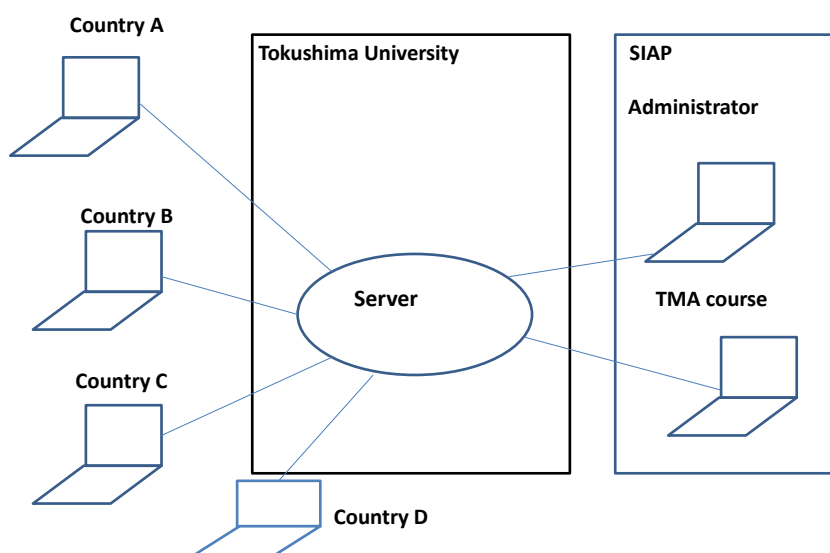 Country A
Tokushima University
SIAP
Administrator
Country B
Server
TMA course
Country C
Country D